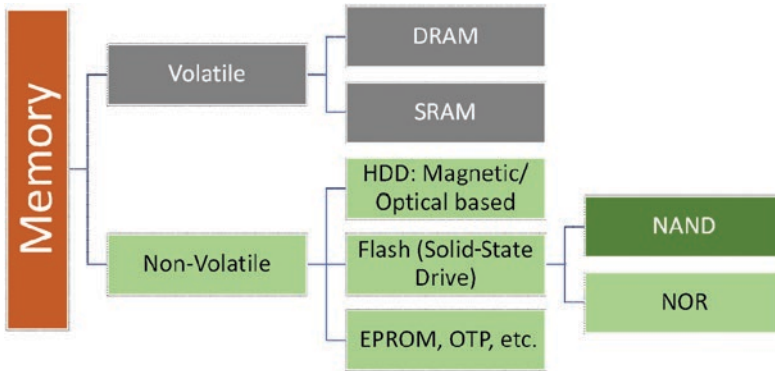 Memory
Volatile
DRAM
SRAM
Non-Volatile
HDD: Magnetic/
Optical based
Flash (Solid-State
Drive)
EPROM, OTP, etc.
NAND
NOR